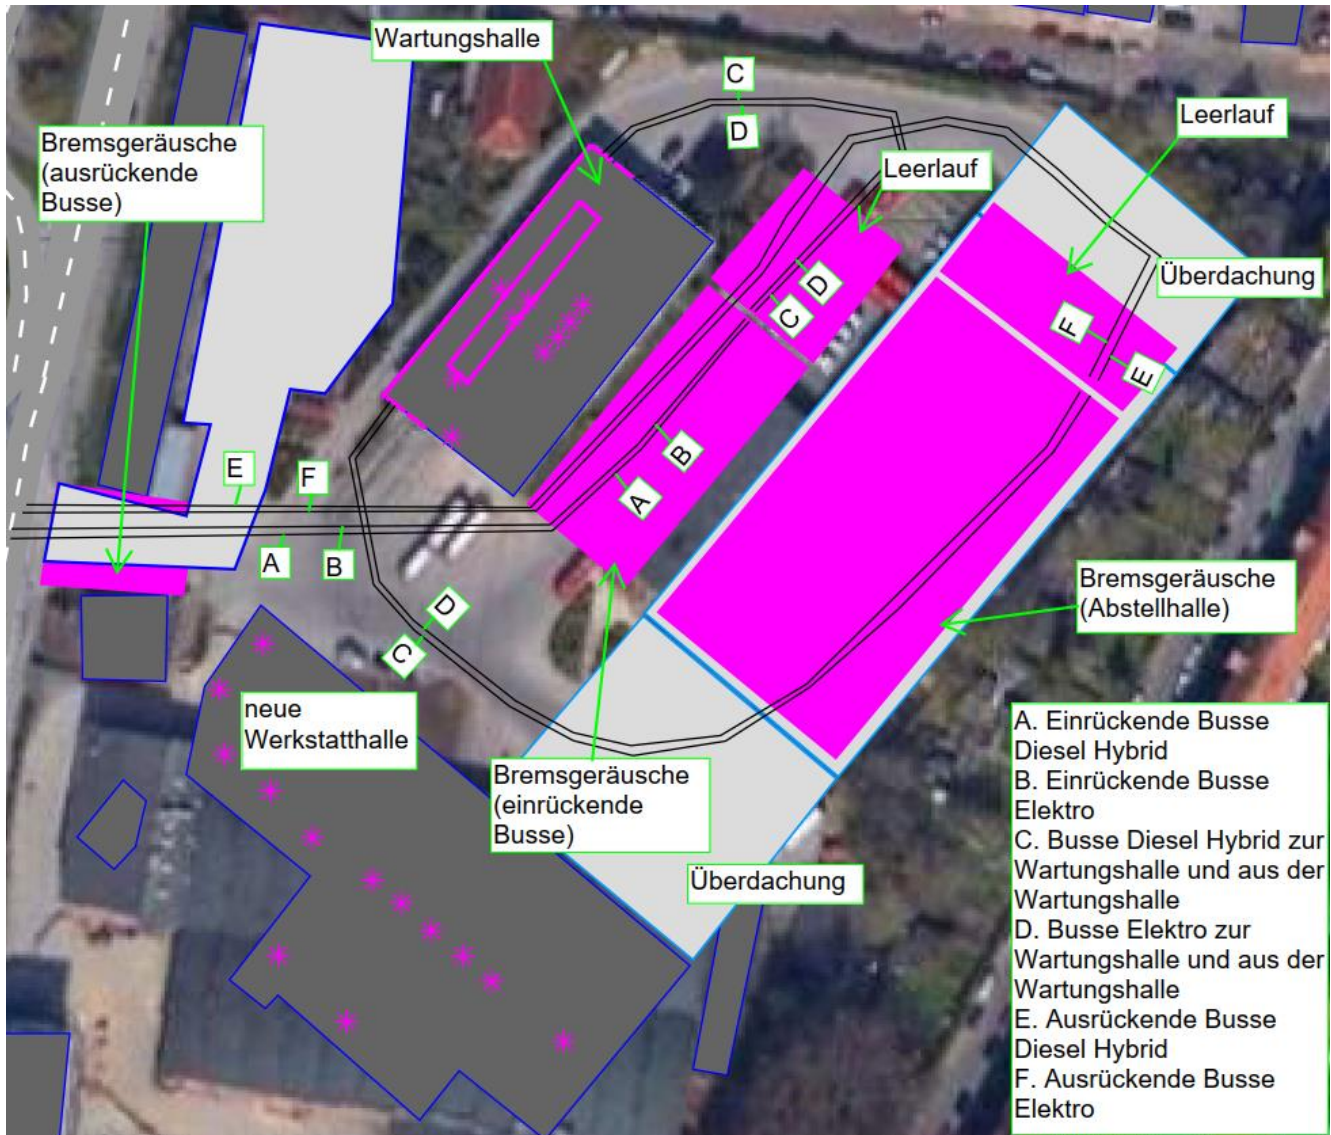 Wartungshalle
C
D
Leerlauf
Bremsgeräusche
(ausrückende
Busse)
Leerlauf
Überdachung
D
C
F
E
E
F
B
A
A
B
D
C
Bremsgeräusche
(Abstellhalle)
neue
Werkstatthalle
Bremsgeräusche
(einrückende
Busse)
Überdachung
A. Einrückende Busse
Diesel Hybrid
B. Einrückende Busse
Elektro
C. Busse Diesel Hybrid zur
Wartungshalle und aus der
Wartungshalle
D. Busse Elektro zur
Wartungshalle und aus der
Wartungshalle
E. Ausrückende Busse
Diesel Hybrid
F. Ausrückende Busse
Elektro